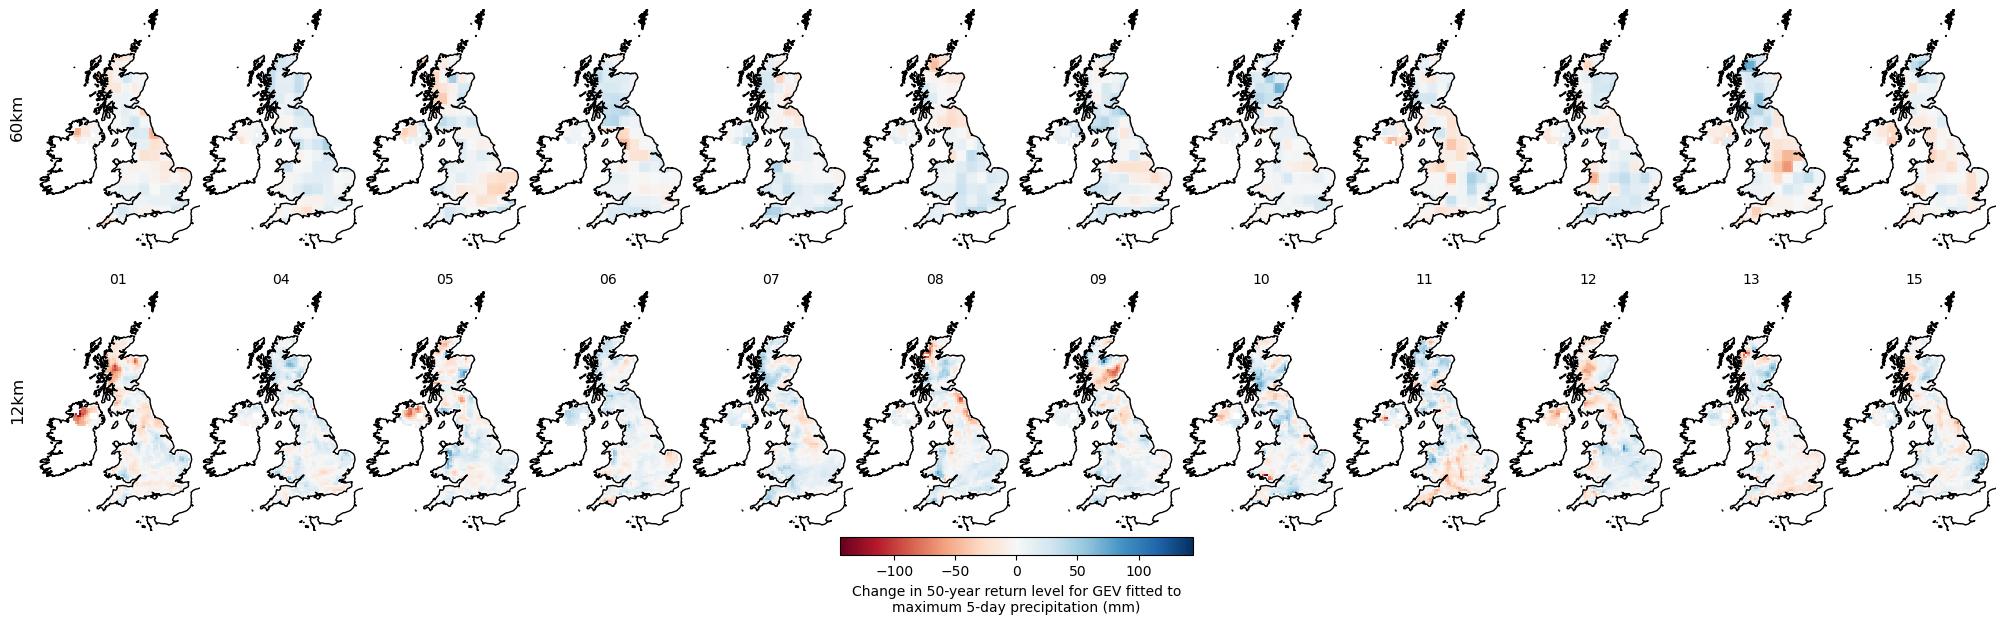 60km
01 04 05 06 07 08 09 10 11 12 13 15
12km
−100 −50 0 50 100
Change in 50-year return level for GEV fitted to
maximum 5-day precipitation (mm)